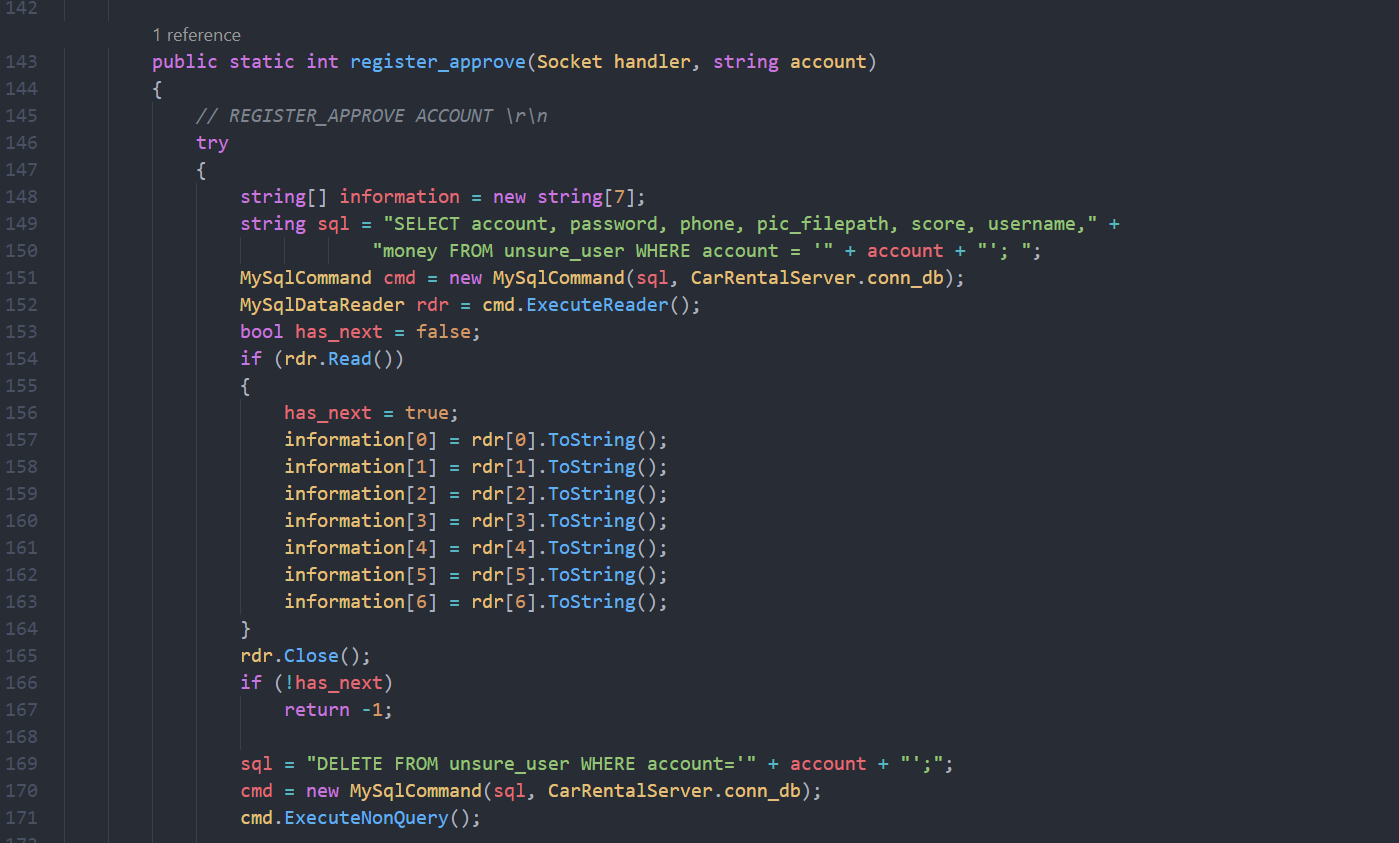 142
1 reference
143 public static int register_approve(Socket handler, string account)
144 {
145 // REGISTER_APPROVE ACCOUNT \r\n
146 try
147 {
148 string[] information = new string[7];
149 string sql = "SELECT account, password, phone, pic_filepath, score, username," +
150 "money FROM unsure_user WHERE account = '" + account + "'; ";
151 MySqlCommand cmd = new MySqlCommand(sql, CarRentalServer.conn_db);
152 MySqlDataReader rdr = cmd.ExecuteReader();
153 bool has_next = false;
154 if (rdr.Read())
155 {
156 has_next = true;
157 information[0] = rdr[0].ToString();
158 information[1] = rdr[1].ToString();
159 information[2] = rdr[2].ToString();
160 information[3] = rdr[3].ToString();
161 information[4] = rdr[4].ToString();
162 information[5] = rdr[5].ToString();
163 information[6] = rdr[6].ToString();
164 }
165 rdr.Close();
166 if (!has_next)
167 return -1;
168
169 sql = "DELETE FROM unsure_user WHERE account='" + account + "';";
170 cmd = new MySqlCommand(sql, CarRentalServer.conn_db);
171 cmd.ExecuteNonQuery();